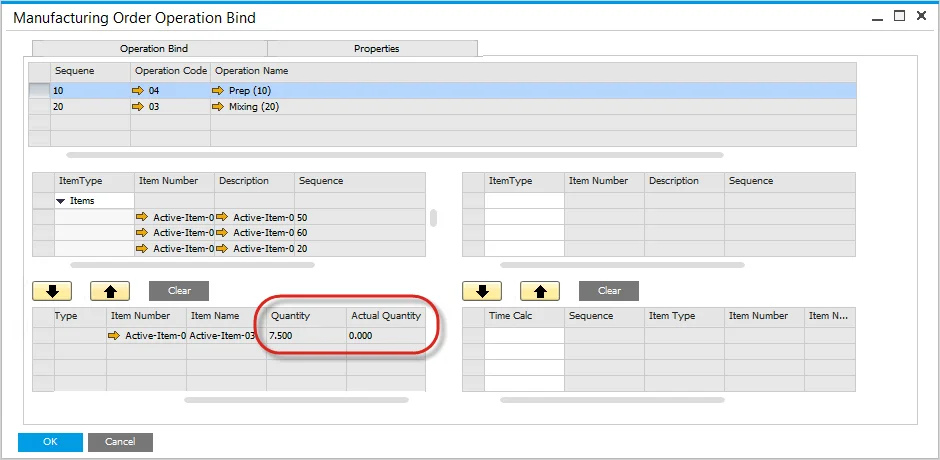 Manufacturing Order Operation Bind
Operation Bind Properties
Sequene Operation Code Operation Name
10 04 Prep (10)
20 03 Mixing (20)
ItemType Item Number Description Sequence
Items
Active-Item-0 Active-Item-0 50
Active-Item-0 Active-Item-0 60
Active-Item-0 Active-Item-0 20
ItemType Item Number Description Sequence
Clear
Clear
Type Item Number Item Name Quantity Actual Quantity
Active-Item-0 Active-Item-03 7.500 0.000
Time Calc Sequence Item Type Item Number Item N...
OK Cancel